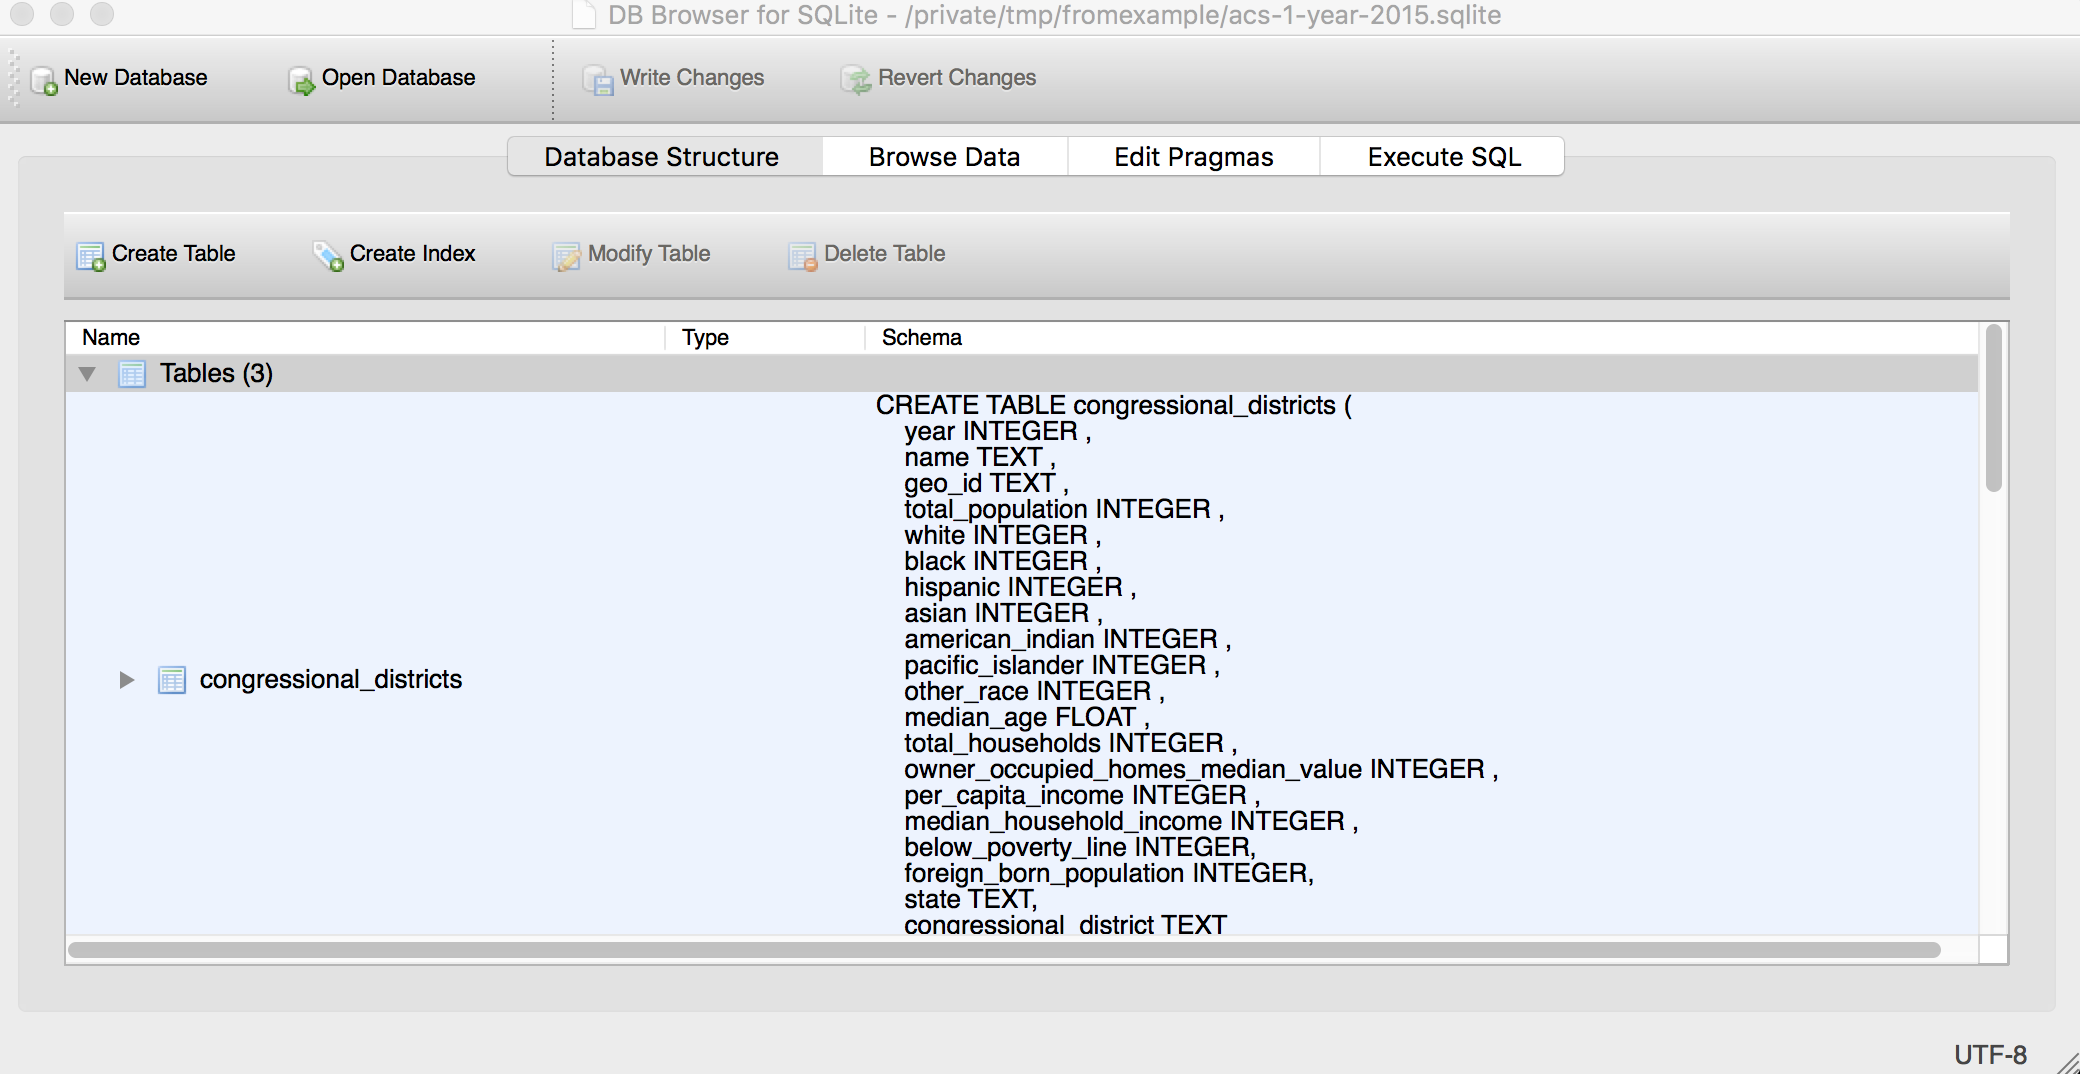 DB Browser for SQLite - /private/tmp/fromexample/acs-1-year-2015.sqlite
New Database Open Database Write Changes Revert Changes
Database Structure Browse Data Edit Pragmas Execute SQL
Create Table Create Index Modify Table Delete Table
Name Type Schema
Tables (3)
congressional_districts
CREATE TABLE congressional_districts (
year INTEGER ,
name TEXT ,
geo_id TEXT ,
total_population INTEGER ,
white INTEGER ,
black INTEGER ,
hispanic INTEGER ,
asian INTEGER ,
american_indian INTEGER ,
pacific_islander INTEGER ,
other_race INTEGER ,
median_age FLOAT ,
total_households INTEGER ,
owner_occupied_homes_median_value INTEGER ,
per_capita_income INTEGER ,
median_household_income INTEGER ,
below_poverty_line INTEGER,
foreign_born_population INTEGER,
state TEXT,
congressional_district TEXT
UTF-8